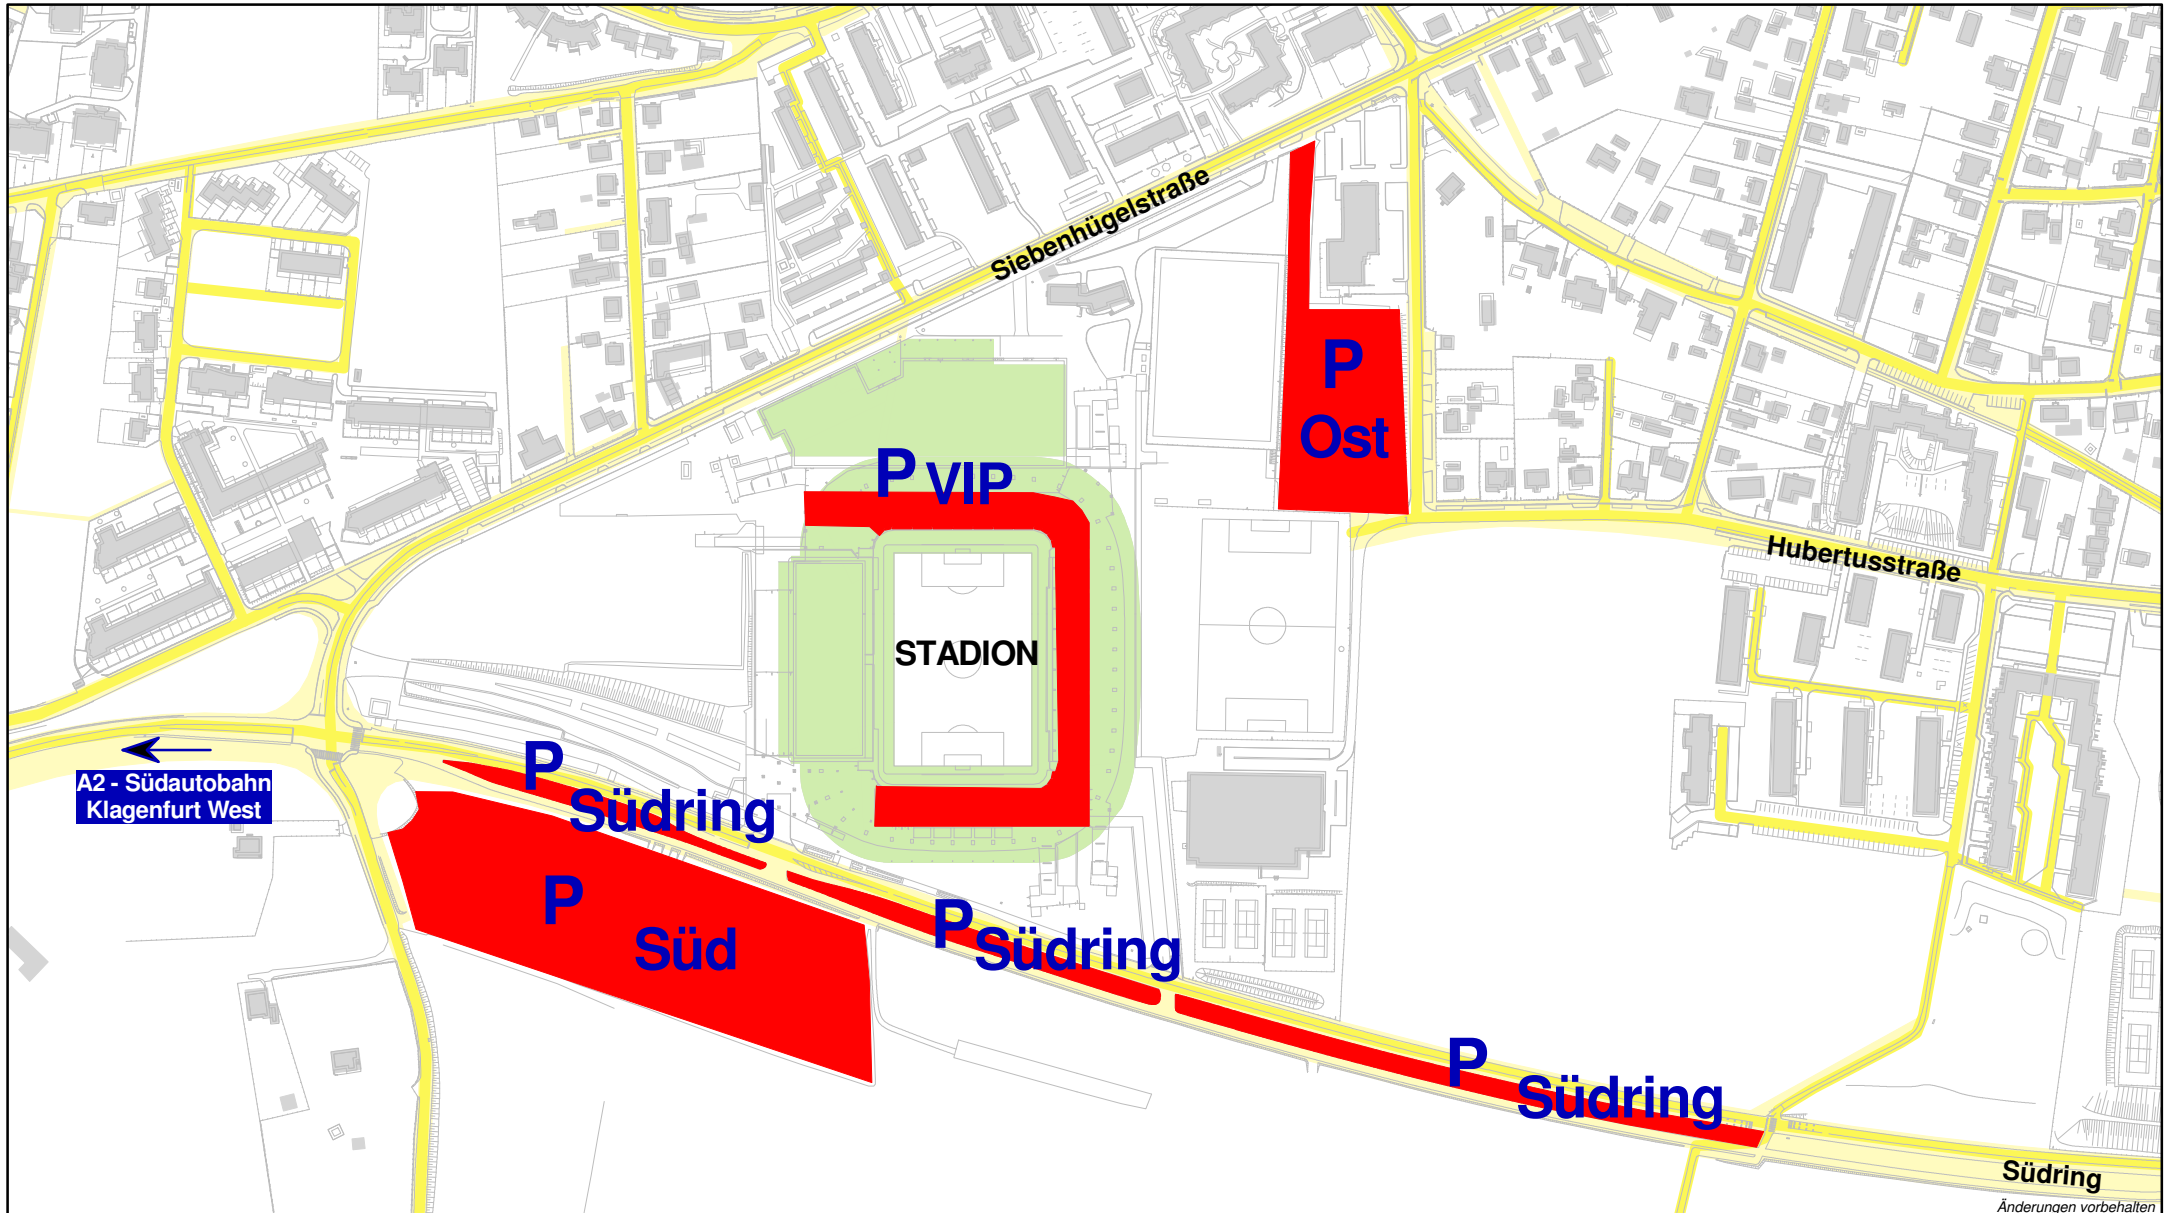 Siebenhügelstraße
P
Ost
P VIP
Hubertusstraße
STADION
A2 - Südautobahn
Klagenfurt West
P
Südring
P
Süd
P
Südring
P
Südring
Südring
Änderungen vorbehalten